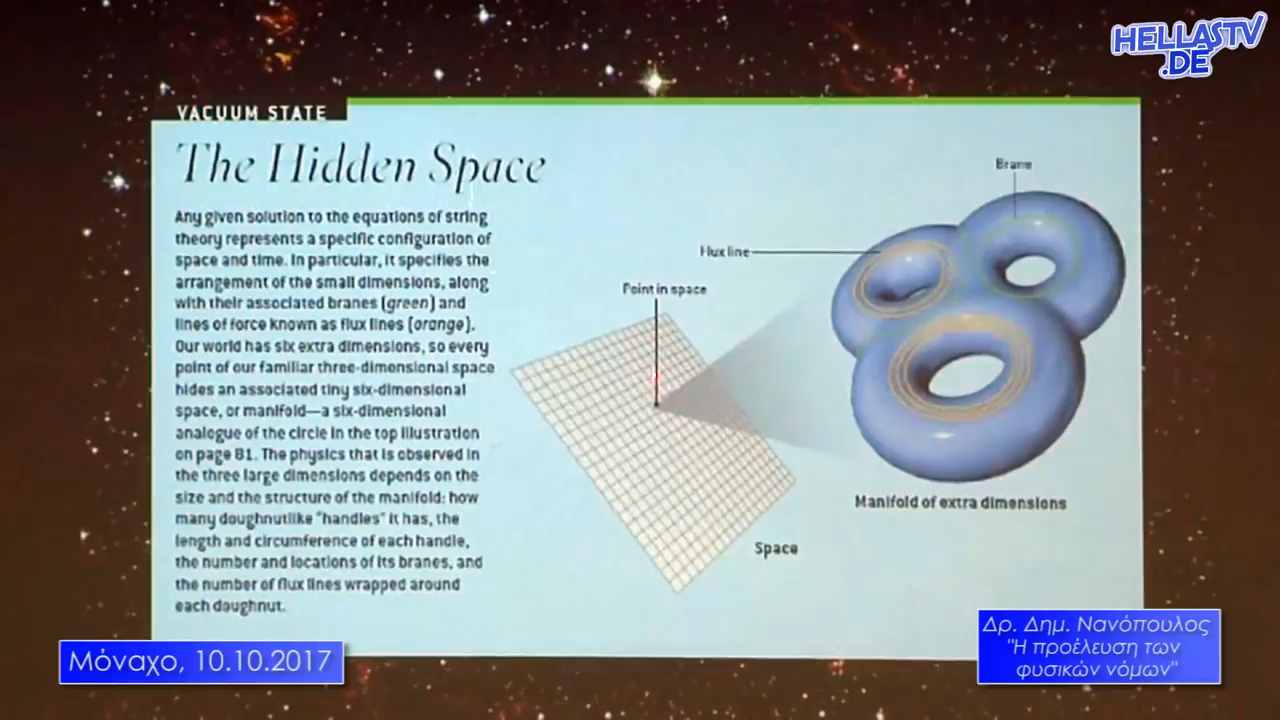 HELLASTV
.DE
VACUUM STATE
The Hidden Space
Any given solution to the equations of string
theory represents a specific configuration of
space and time. In particular, it specifies the
arrangement of the small dimensions, along
with their associated branes (green) and
lines of force known as flux lines (orange).
Our world has six extra dimensions, so every
point of our familiar three-dimensional space
hides an associated tiny six-dimensional
space, or manifold—a six-dimensional
analogue of the circle in the top illustration
on page 81. The physics that is observed in
the three large dimensions depends on the
size and the structure of the manifold: how
many doughnutlike "handles" it has, the
length and circumference of each handle,
the number and locations of its branes, and
the number of flux lines wrapped around
each doughnut.
Brane
Flux line
Point in space
Manifold of extra dimensions
Space
Μόναχο, 10.10.2017
Δρ. Δημ. Νανόπουλος
"Η προέλευση των
φυσικών νόμων"